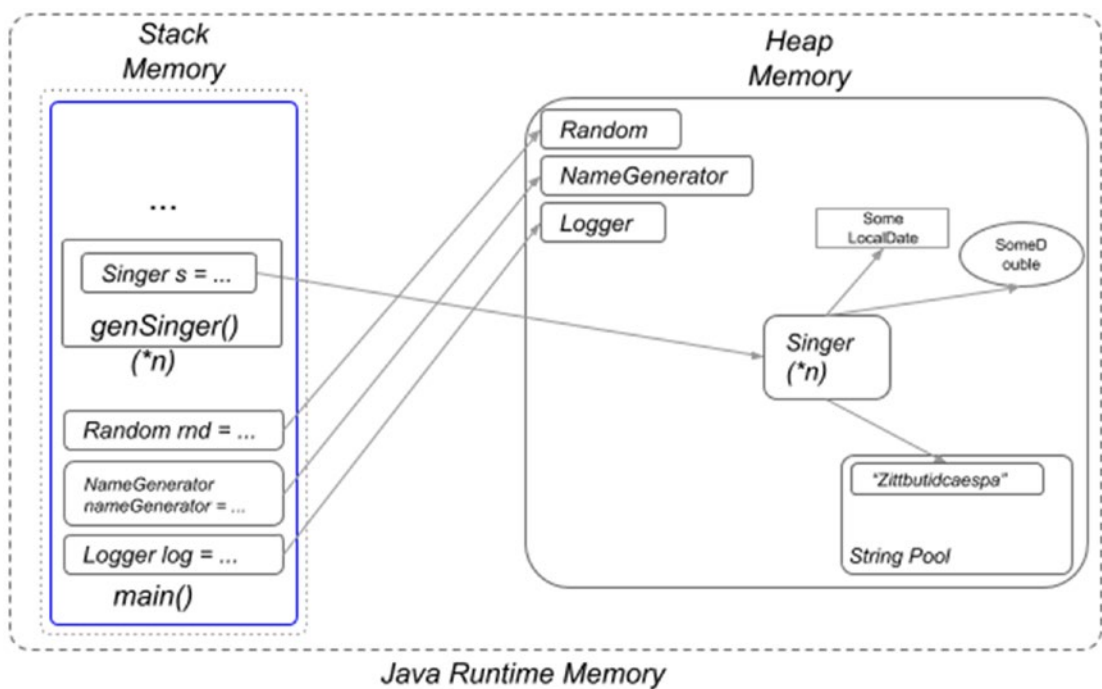 Stack
Memory
Heap
Memory
...
Singer s = ...
genSinger()
(*n)
Random rnd = ...
NameGenerator
nameGenerator = ...
Logger log = ...
main()
Random
NameGenerator
Logger
Some
LocalDate
SomeD
ouble
Singer
(*n)
"Zittbutidcaespa"
String Pool
Java Runtime Memory